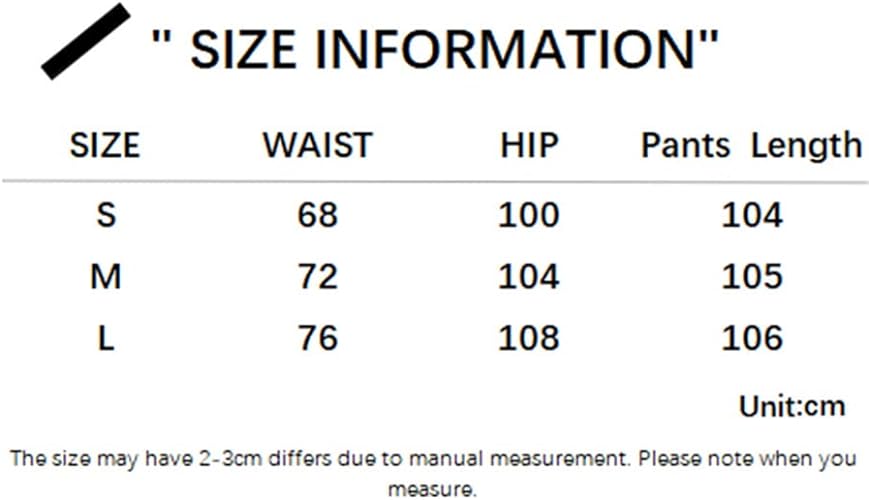 " SIZE INFORMATION"
SIZE WAIST HIP Pants Length
S 68 100 104
M 72 104 105
L 76 108 106
Unit:cm
The size may have 2-3cm differs due to manual measurement. Please note when you
measure.